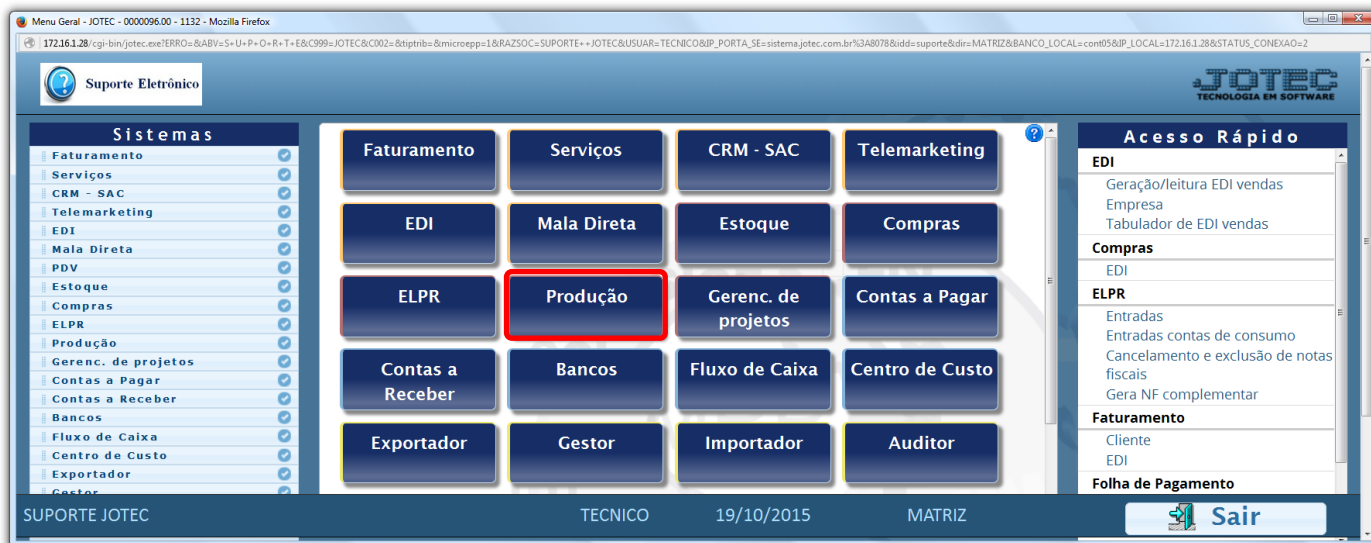 Menu Geral - JOTEC - 0000096.00 - 1132 - Mozilla Firefox
172.16.1.28/cgi-bin/jotec.exe?ERRO=&ABV=S+U+P+O+R+T+E&C999=JOTEC&C002=&tiptrib=&microepp=1&RAZSOC=SUPORTE++JOTEC&USUAR=TECNICO&IP_PORTA_SE=sistema.jotec.com.br%3A8078&idd=suporte&dir=MATRIZ&BANCO_LOCAL=cont05&IP_LOCAL=172.16.1.28&STATUS_CONEXAO=2
Suporte Eletrônico
JOTEC
TECNOLOGIA EM SOFTWARE
Sistemas
Faturamento
Serviços
CRM - SAC
Telemarketing
EDI
Mala Direta
PDV
Estoque
Compras
ELPR
Produção
Gerenc. de projetos
Contas a Pagar
Contas a Receber
Bancos
Fluxo de Caixa
Centro de Custo
Exportador
Gestor
Faturamento
Serviços
CRM - SAC
Telemarketing
EDI
Mala Direta
Estoque
Compras
ELPR
Produção
Gerenc. de
projetos
Contas a Pagar
Contas a
Receber
Bancos
Fluxo de Caixa
Centro de Custo
Exportador
Gestor
Importador
Auditor
?
Acesso Rápido
EDI
Geração/leitura EDI vendas
Empresa
Tabulador de EDI vendas
Compras
EDI
ELPR
Entradas
Entradas contas de consumo
Cancelamento e exclusão de notas
fiscais
Gera NF complementar
Faturamento
Cliente
EDI
Folha de Pagamento
SUPORTE JOTEC
TECNICO
19/10/2015
MATRIZ
Sair